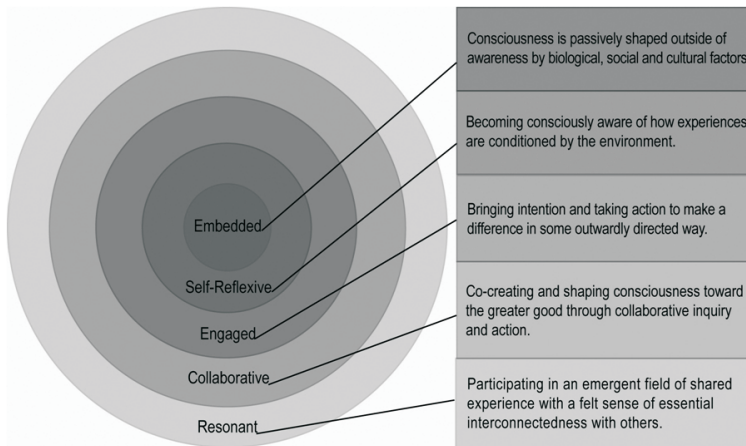 Embedded
Self-Reflexive
Engaged
Collaborative
Resonant
Consciousness is passively shaped outside of
awareness by biological, social and cultural factors
Becoming consciously aware of how experiences
are conditioned by the environment.
Bringing intention and taking action to make a
difference in some outwardly directed way.
Co-creating and shaping consciousness toward
the greater good through collaborative inquiry
and action.
Participating in an emergent field of shared
experience with a felt sense of essential
interconnectedness with others.